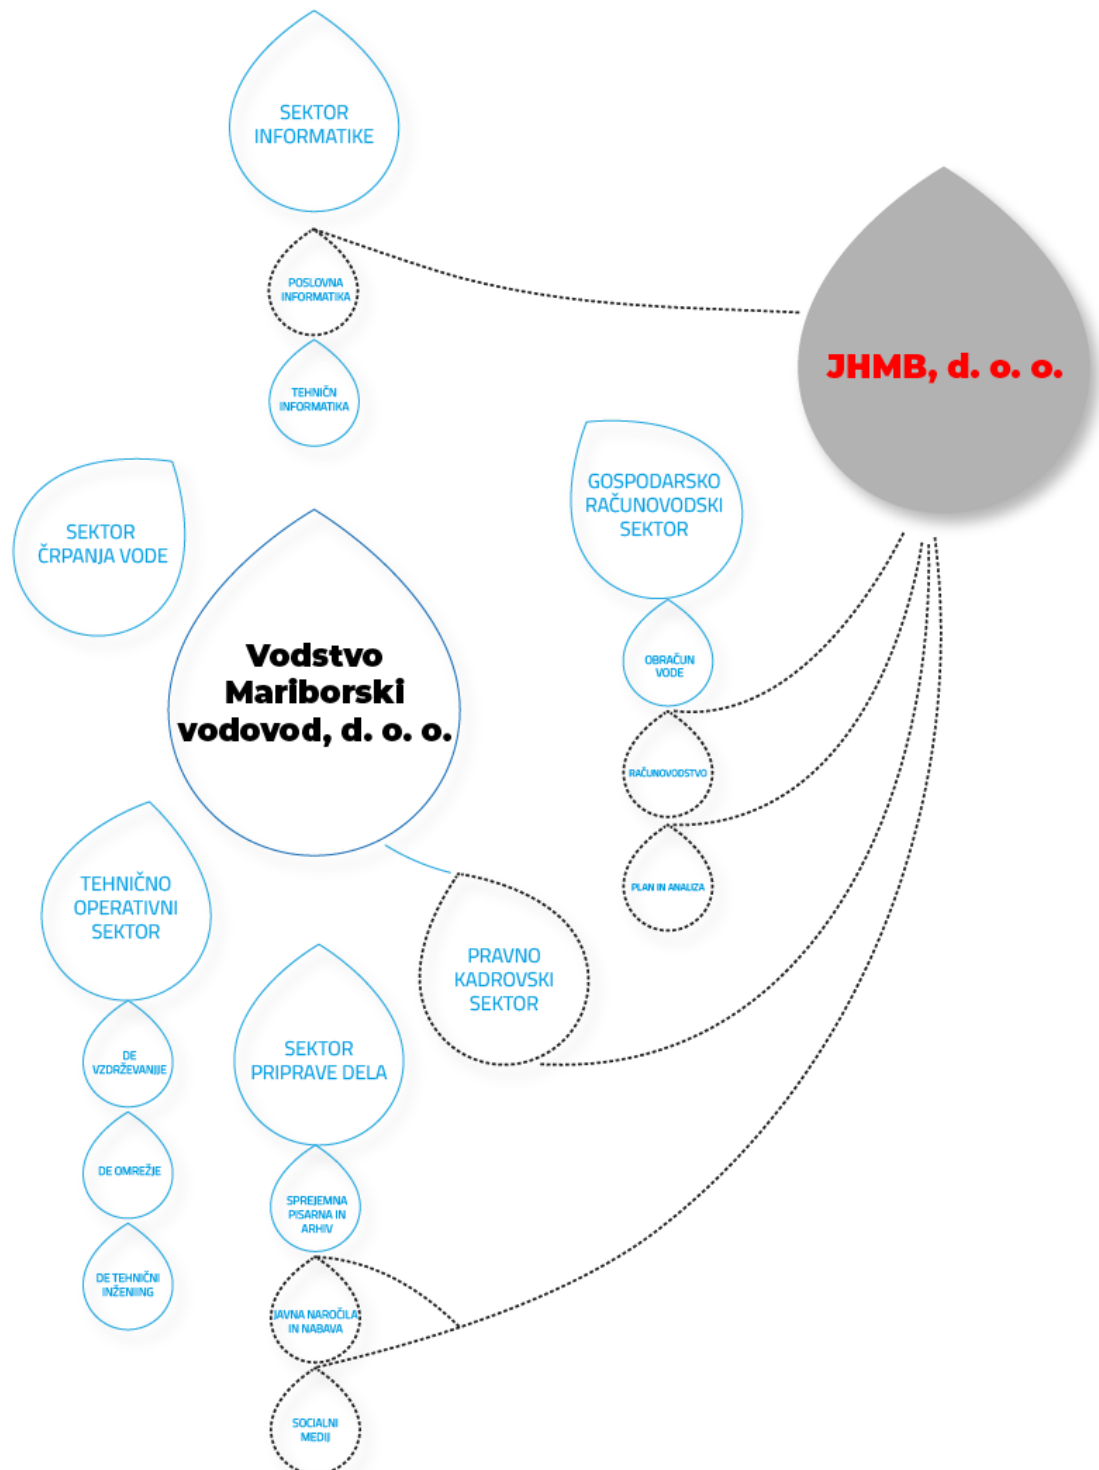 SEKTOR
INFORMATIKE
POSLOVNA
INFORMATIKA
TEHNIČN
INFORMATIKA
JHMB, d. o. o.
GOSPODARSKO
RAČUNOVODSKI
SEKTOR
SEKTOR
ČRPANJA VODE
OBRAČUN
VODE
Vodstvo
Mariborski
vodovod, d. o. o.
RAČUNOVODSTVO
PLAN IN ANALIZA
TEHNIČNO
OPERATIVNI
SEKTOR
PRAVNO
KADROVSKI
SEKTOR
DE
VZDRŽEVANJJE
SEKTOR
PRIPRAVE DELA
DE OMREŽJE
SPREJEMNA
PISARNA IN
ARHIV
DE TEHNIČNI
INŽENIING
JAVNA NAROČILA
IN NABAVA
SOCIALNI
MEDIJ